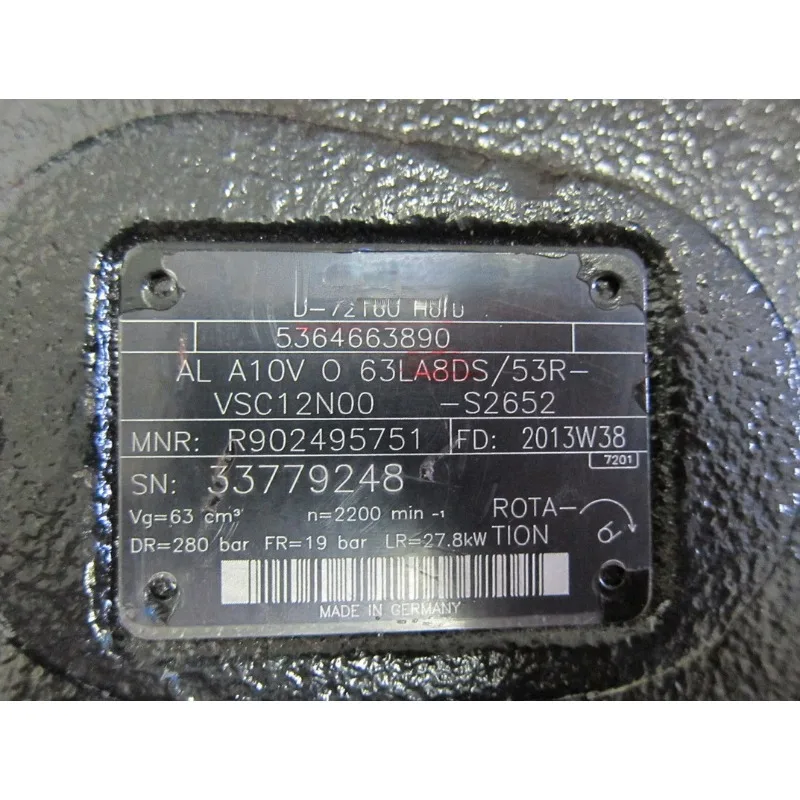 5364663890
AL A10V O 63LA8DS/53R-
VSC12N00 -S2652
MNR: R902495751 FD: 2013W38
7201
SN: 33779248
Vg=63 cm³ n=2200 min -1
DR=280 bar FR=19 bar LR=27.8kW
ROTA-
TION
MADE IN GERMANY